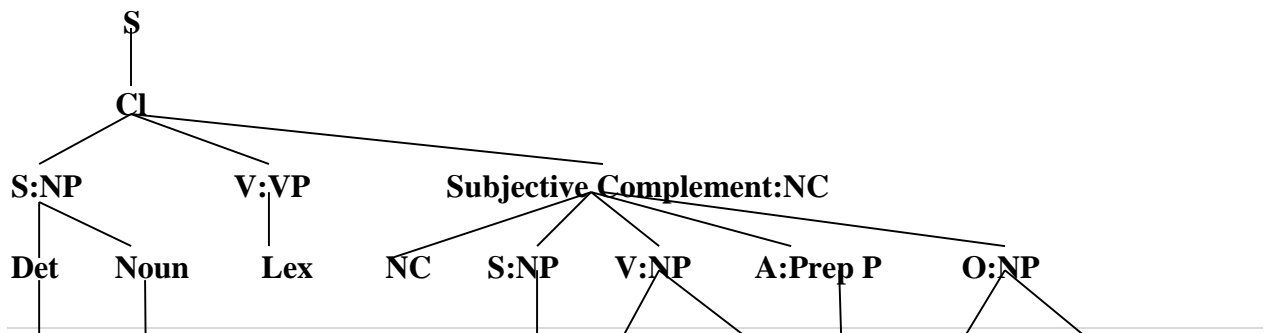 S
Cl
S:NP V:VP Subjective Complement:NC
Det Noun Lex NC S:NP V:NP A:Prep P O:NP